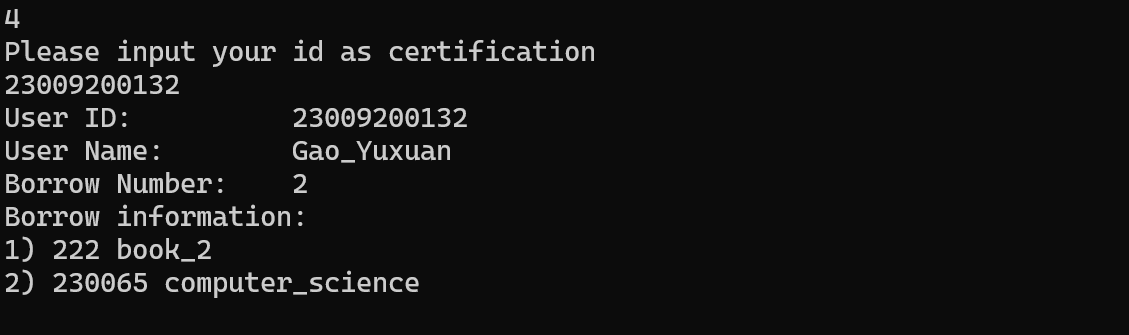 4
Please input your id as certification
23009200132
User ID:          23009200132
User Name:        Gao_Yuxuan
Borrow Number:    2
Borrow information:
1) 222 book_2
2) 230065 computer_science